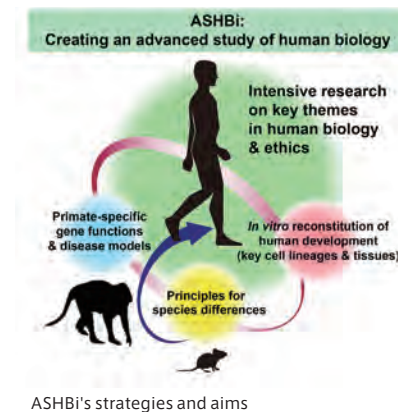 ASHBi:
Creating an advanced study of human biology
Intensive research
on key themes
in human biology
& ethics
Primate-specific
gene functions
& disease models
In vitro reconstitution of
human development
(key cell lineages & tissues)
Principles for
species differences
ASHBi's strategies and aims